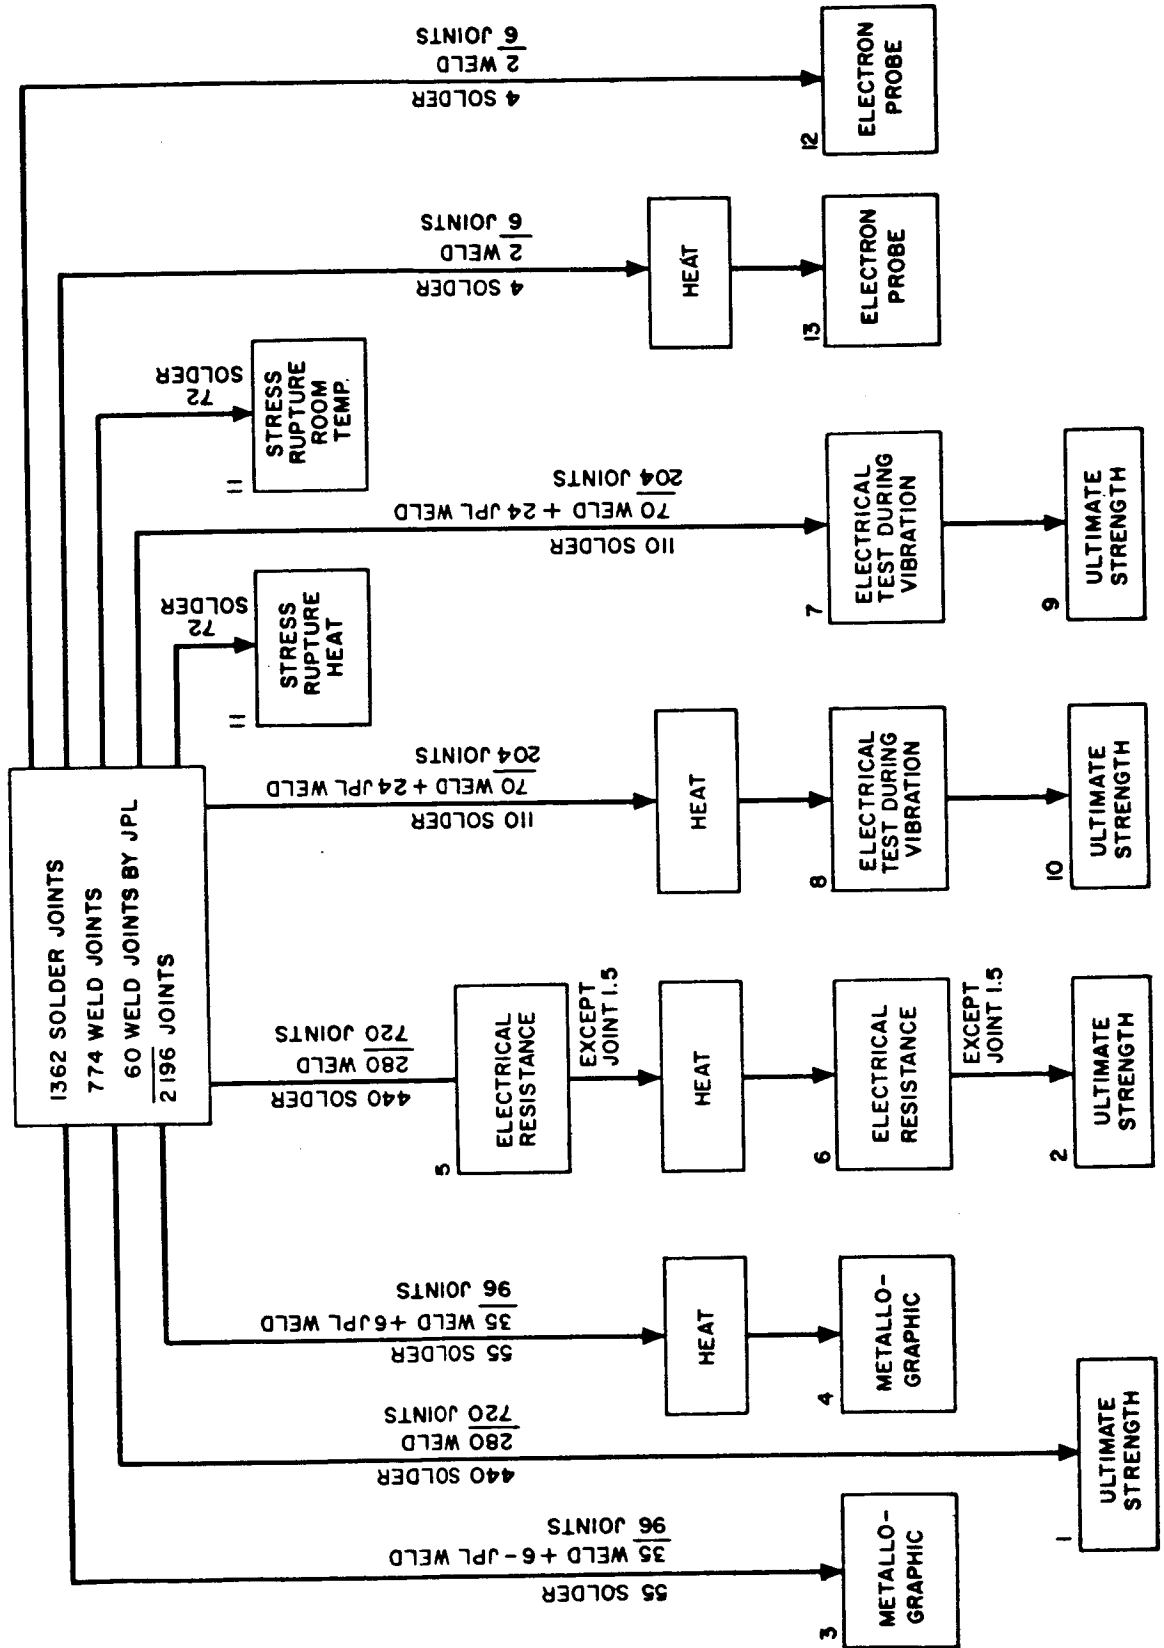 1362 SOLDER JOINTS
774 WELD JOINTS
60 WELD JOINTS BY JPL
2196 JOINTS
55 SOLDER
35 WELD + 6-JPL WELD
96 JOINTS
3
METALLO-
GRAPHIC
440 SOLDER
280 WELD
720 JOINTS
1
ULTIMATE
STRENGTH
55 SOLDER
35 WELD +6JPL WELD
96 JOINTS
HEAT
4
METALLO-
GRAPHIC
440 SOLDER
280 WELD
720 JOINTS
5
ELECTRICAL
RESISTANCE
EXCEPT
JOINT 1.5
HEAT
6
ELECTRICAL
RESISTANCE
EXCEPT
JOINT 1.5
2
ULTIMATE
STRENGTH
110 SOLDER
70 WELD +24JPL WELD
204 JOINTS
HEAT
8
ELECTRICAL
TEST DURING
VIBRATION
10
ULTIMATE
STRENGTH
72
SOLDER
11
STRESS
RUPTURE
HEAT
110 SOLDER
70 WELD +24 JPL WELD
204 JOINTS
7
ELECTRICAL
TEST DURING
VIBRATION
9
ULTIMATE
STRENGTH
72
SOLDER
11
STRESS
RUPTURE
ROOM
TEMP.
4 SOLDER
2 WELD
6 JOINTS
HEAT
13
ELECTRON
PROBE
4 SOLDER
2 WELD
6 JOINTS
12
ELECTRON
PROBE